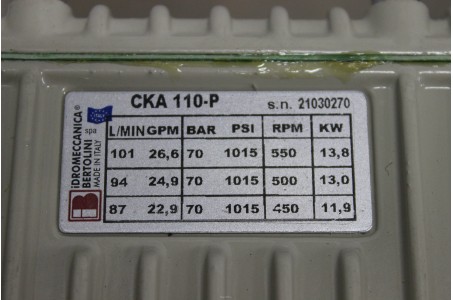 CKA 110-P s.n. 21030270
L/MIN GPM BAR PSI RPM KW
101 26,6 70 1015 550 13,8
94 24,9 70 1015 500 13,0
87 22,9 70 1015 450 11,9
iDROMECCANICA®
BERTOLINI spa
MADE IN ITALY